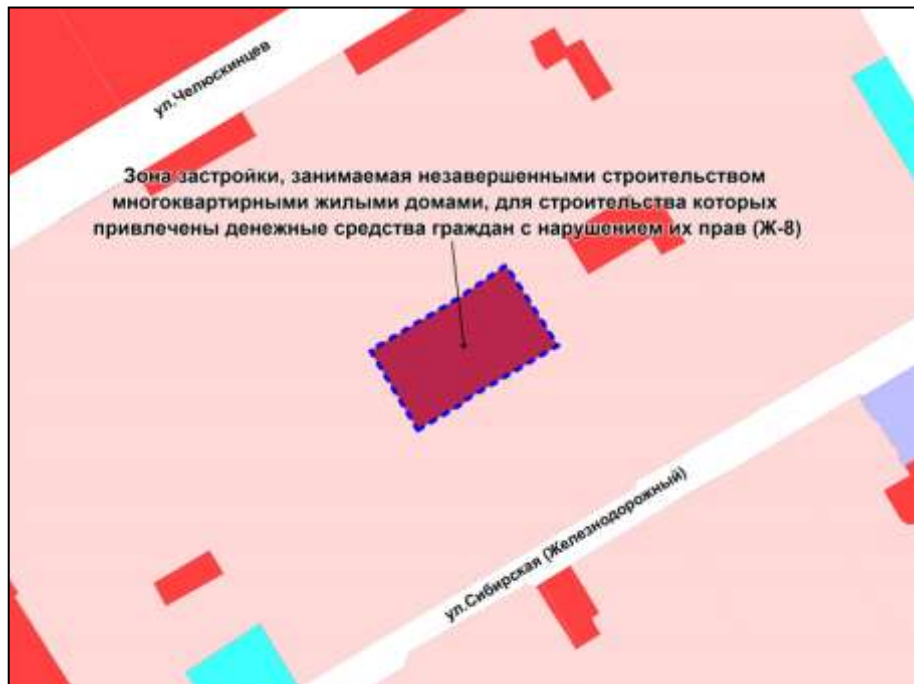 ул.Челюскинцев
Зона застройки, занимаемая незавершенными строительством
многоквартирными жилыми домами, для строительства которых
привлечены денежные средства граждан с нарушением их прав (Ж-8)
ул.Сибирская (Железнодорожный)